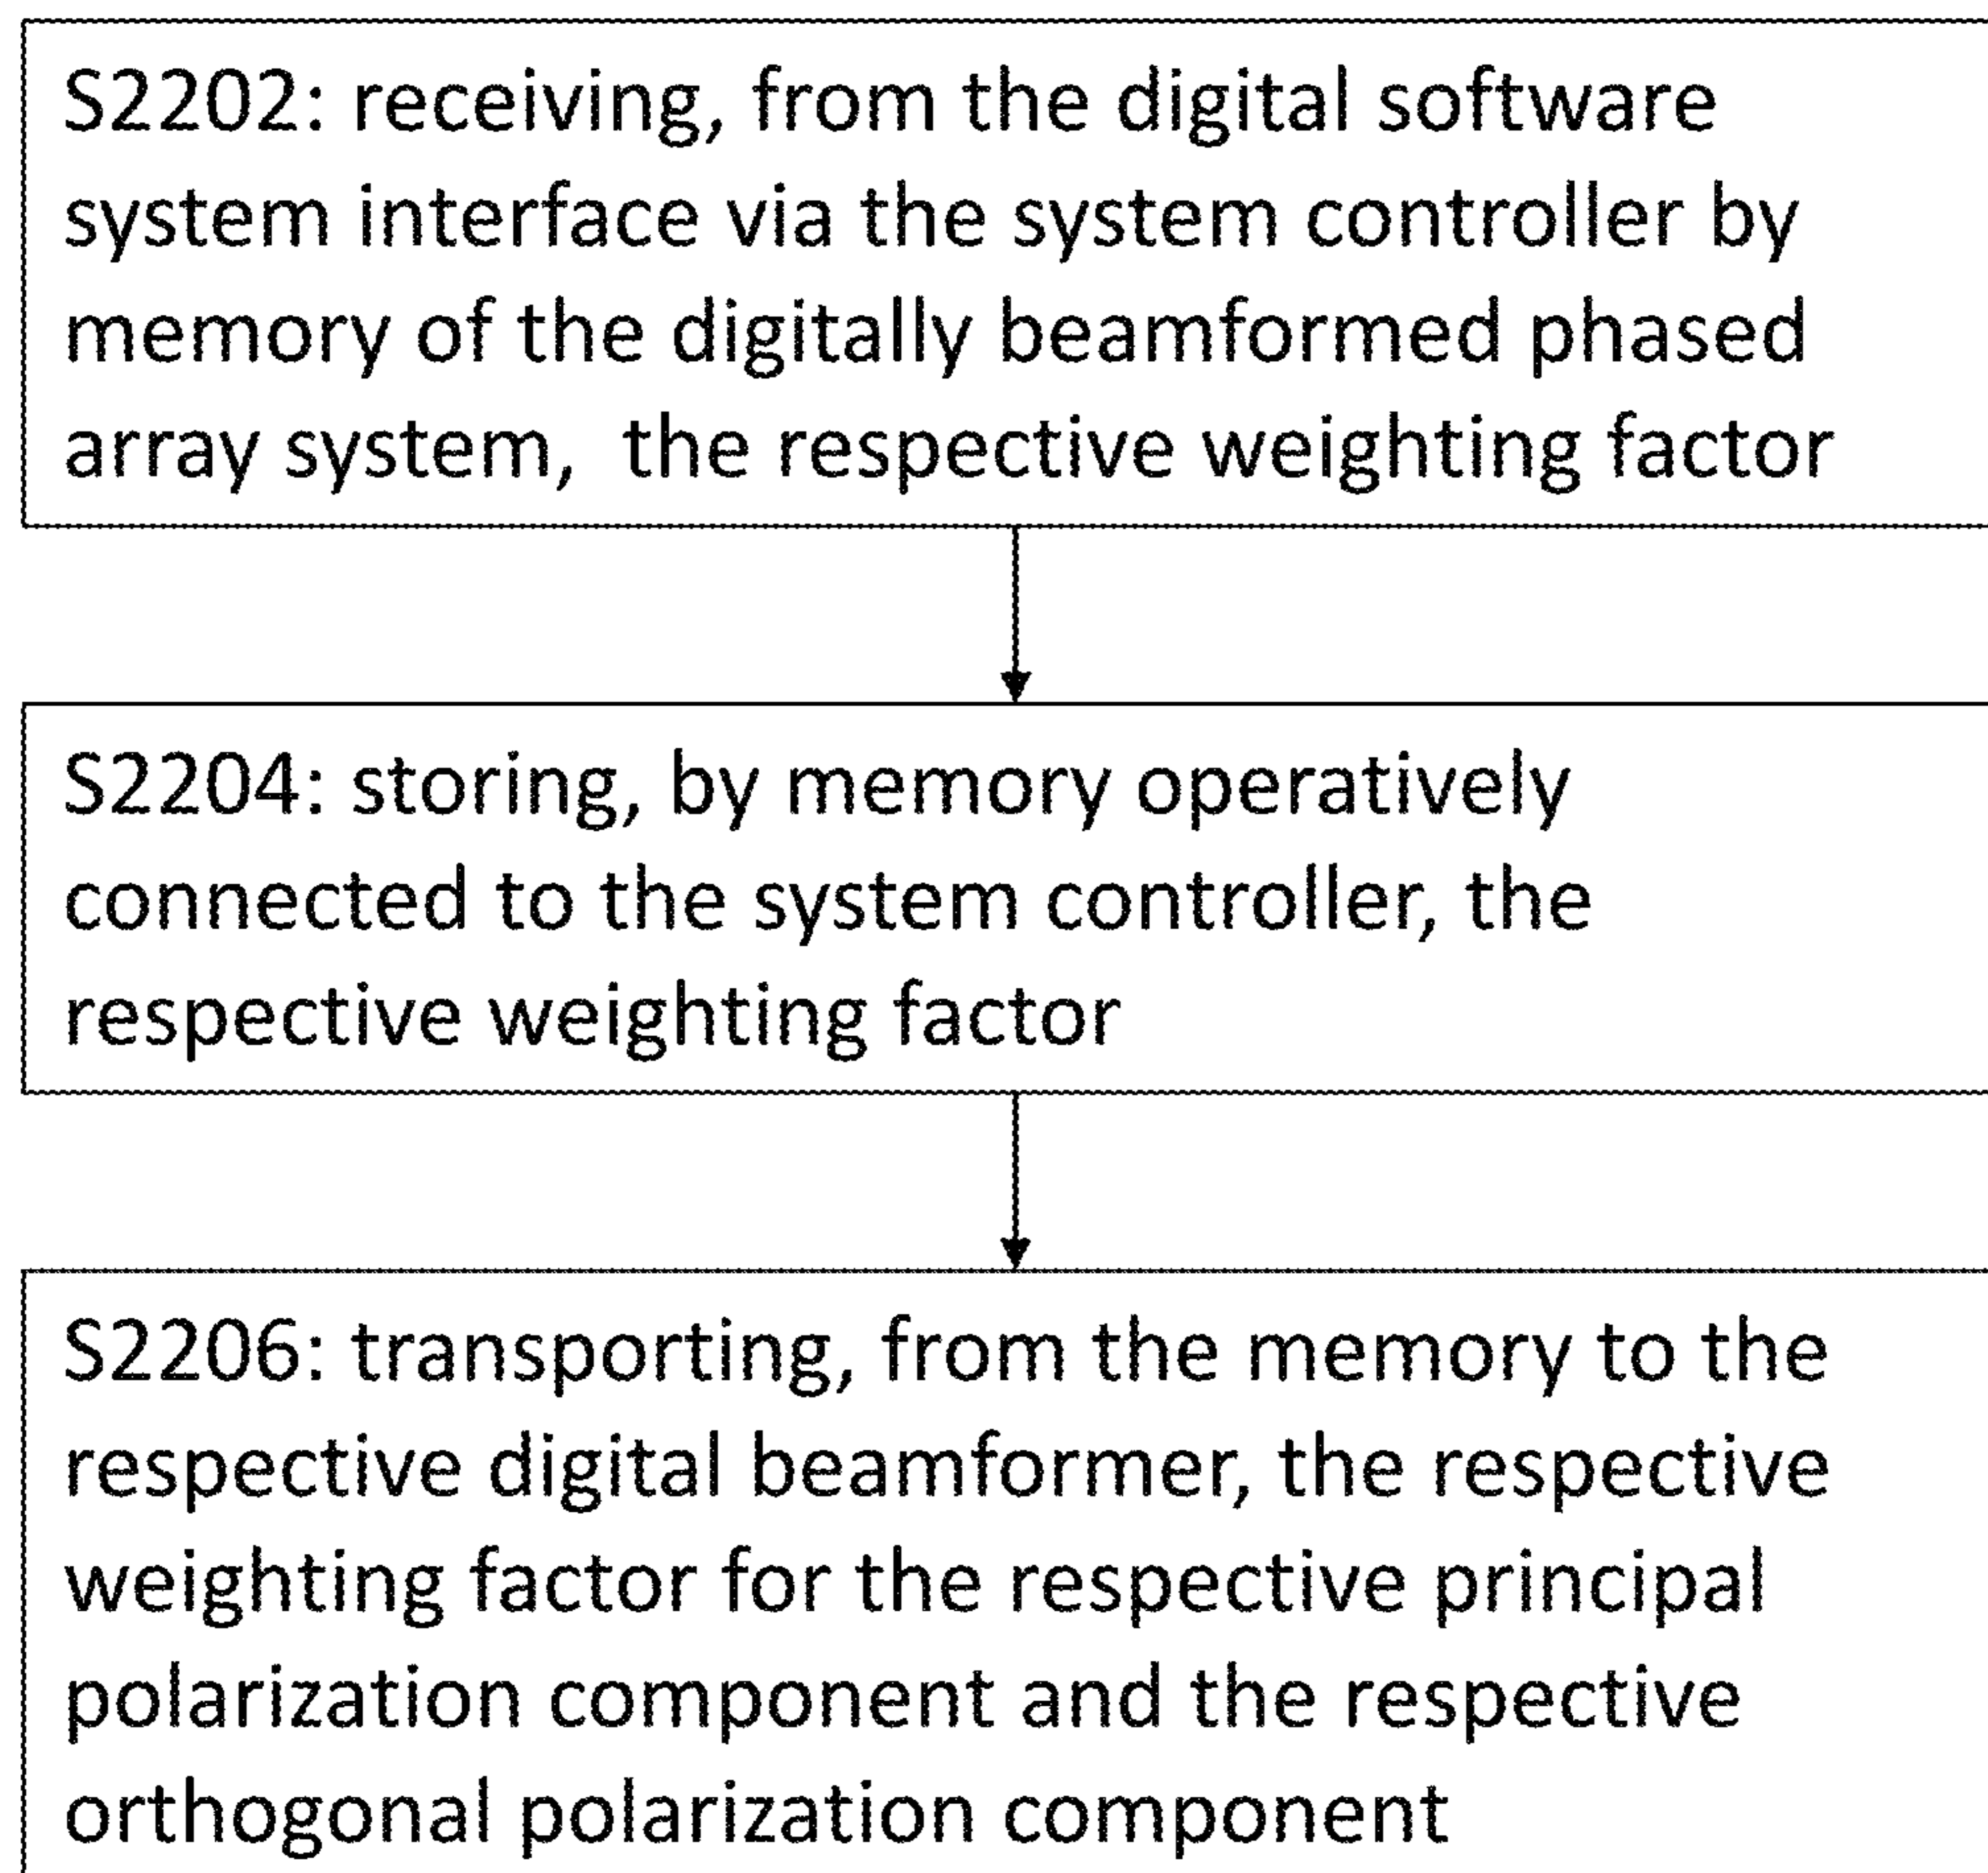 S2202: receiving, from the digital software
system interface via the system controller by
memory of the digitally beamformed phased
array system,  the respective weighting factor
S2204: storing, by memory operatively
connected to the system controller, the
respective weighting factor
S2206: transporting, from the memory to the
respective digital beamformer, the respective
weighting factor for the respective principal
polarization component and the respective
orthogonal polarization component